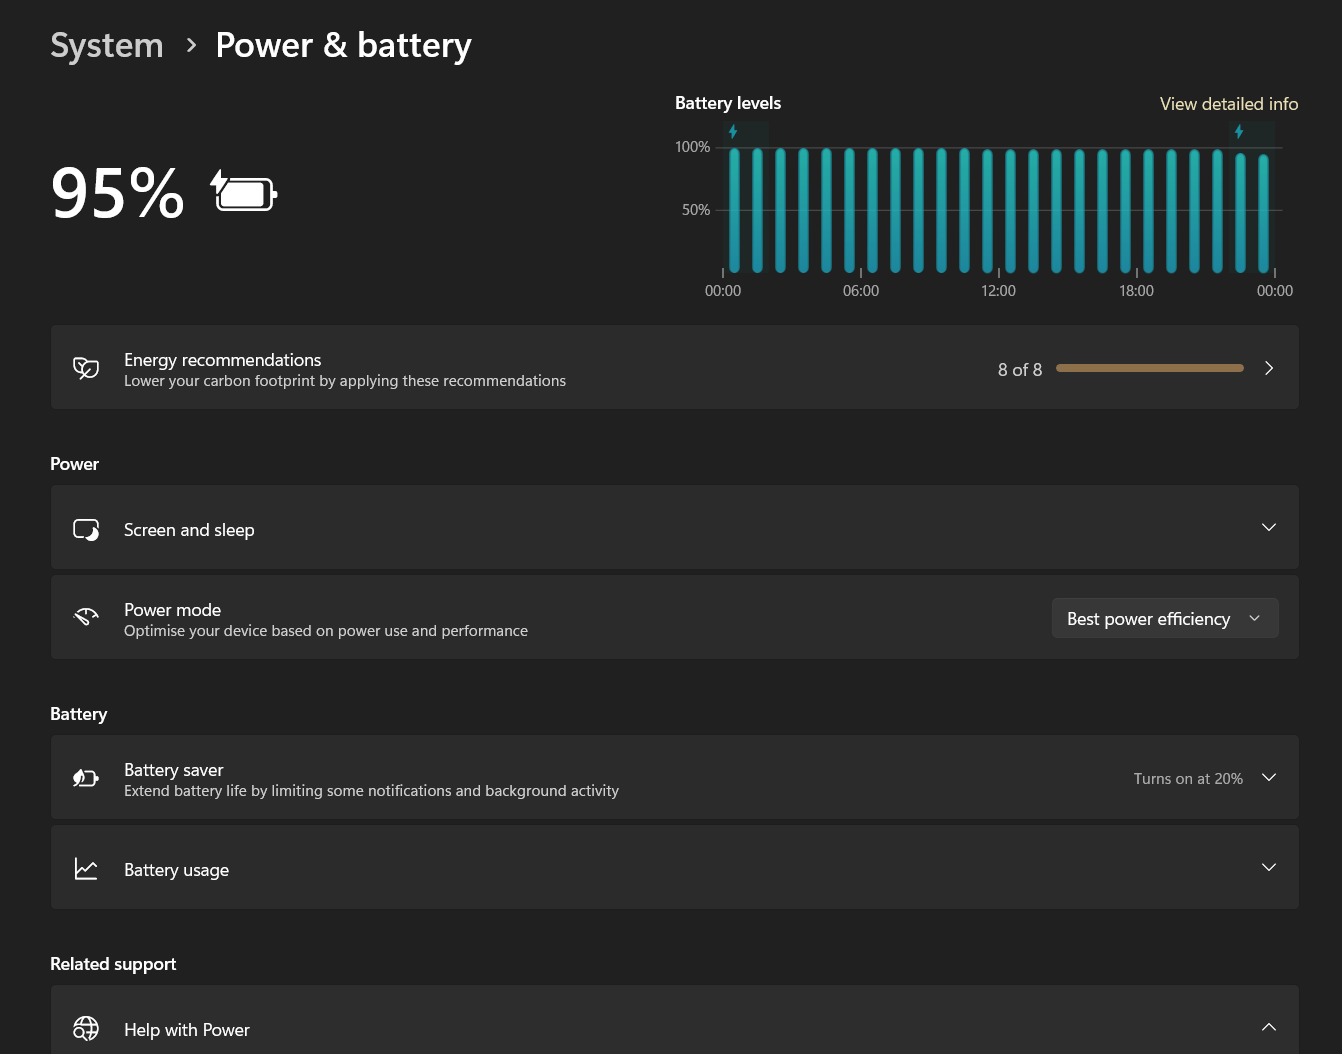 System > Power & battery
Battery levels
View detailed info
95%
100%
50%
00:00 06:00 12:00 18:00 00:00
Energy recommendations
Lower your carbon footprint by applying these recommendations
8 of 8
Power
Screen and sleep
Power mode
Optimise your device based on power use and performance
Best power efficiency
Battery
Battery saver
Extend battery life by limiting some notifications and background activity
Turns on at 20%
Battery usage
Related support
Help with Power